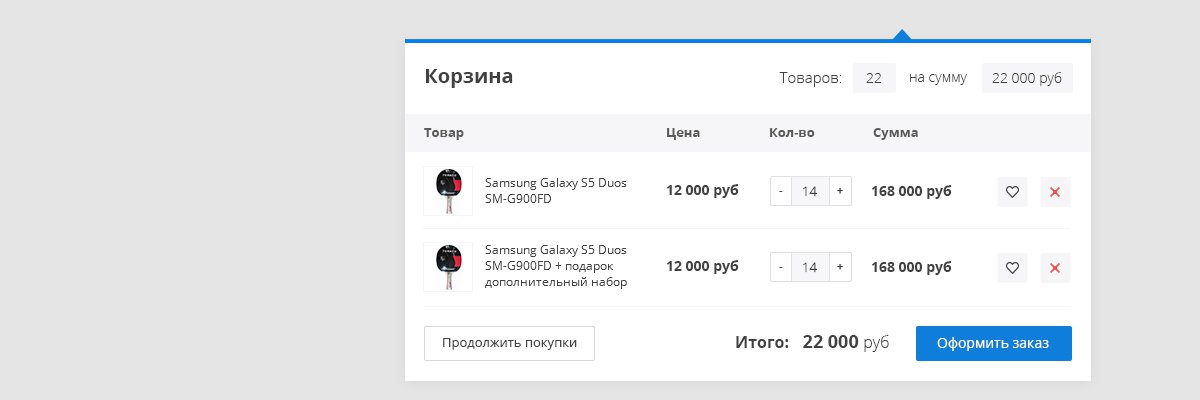 Корзина
Товаров: 22 на сумму 22 000 руб
Товар Цена Кол-во Сумма
Samsung Galaxy S5 Duos
SM-G900FD
12 000 руб - 14 + 168 000 руб
Samsung Galaxy S5 Duos
SM-G900FD + подарок
дополнительный набор
12 000 руб - 14 + 168 000 руб
Продолжить покупки Итого: 22 000 руб Оформить заказ